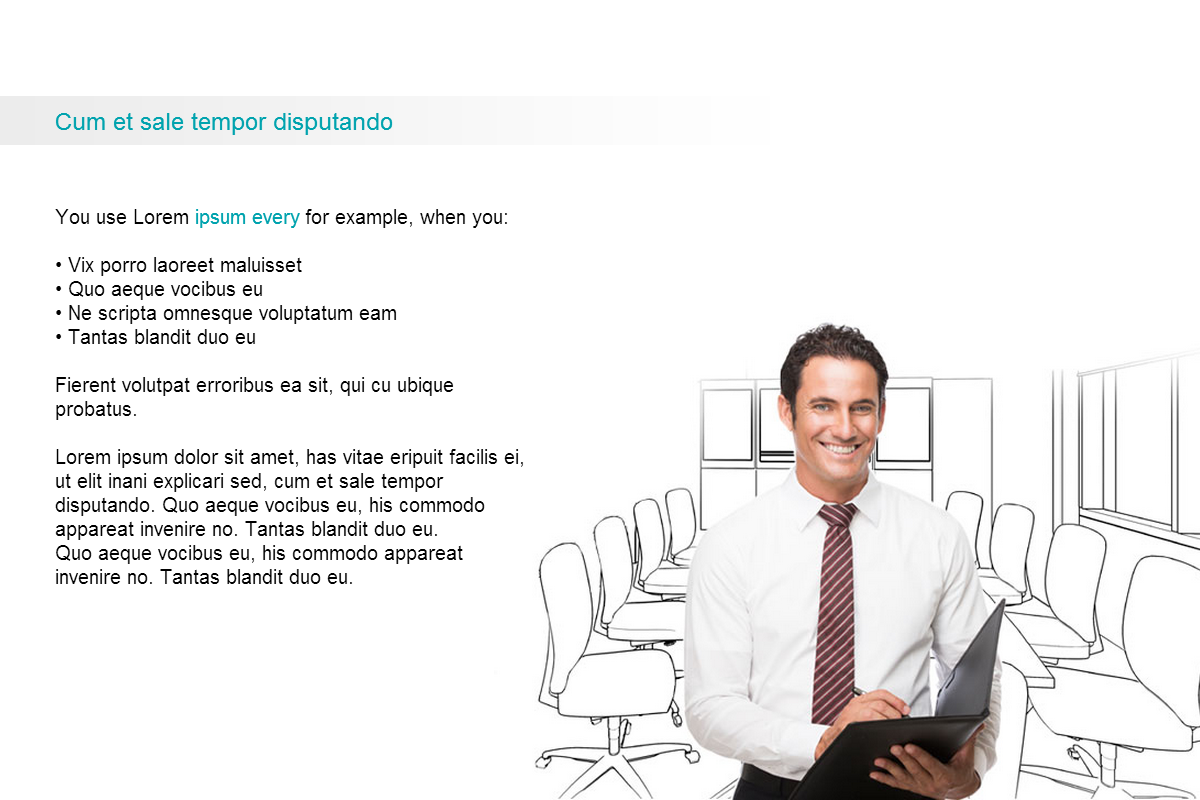 Cum et sale tempor disputando
You use Lorem ipsum every for example, when you:
• Vix porro laoreet maluisset
• Quo aeque vocibus eu
• Ne scripta omnesque voluptatum eam
• Tantas blandit duo eu
Fierent volutpat erroribus ea sit, qui cu ubique
probatus.
Lorem ipsum dolor sit amet, has vitae eripuit facilis ei,
ut elit inani explicari sed, cum et sale tempor
disputando. Quo aeque vocibus eu, his commodo
appareat invenire no. Tantas blandit duo eu.
Quo aeque vocibus eu, his commodo appareat
invenire no. Tantas blandit duo eu.